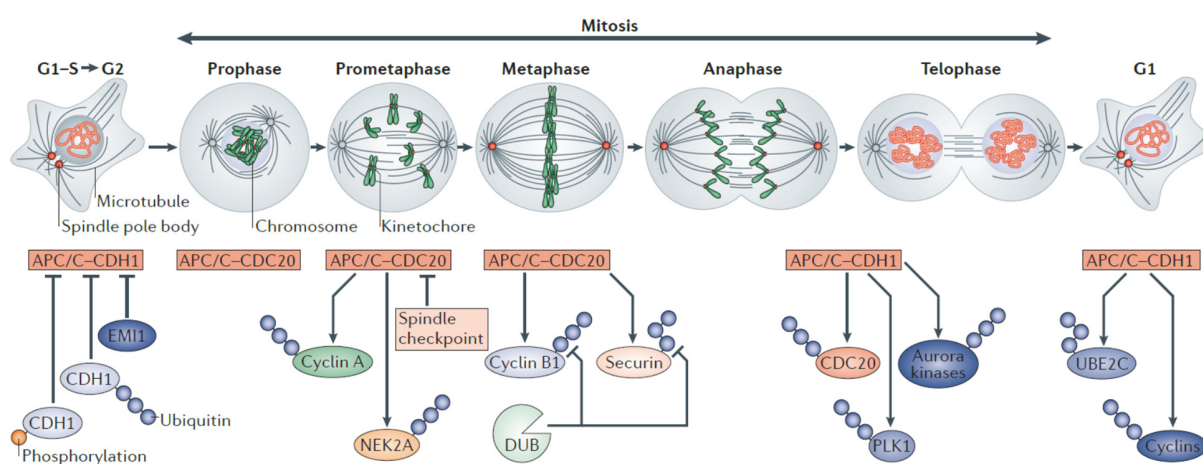 Mitosis
G1–S → G2
Prophase
Prometaphase
Metaphase
Anaphase
Telophase
G1
Microtubule
Spindle pole body
Chromosome
Kinetochore
APC/C–CDH1
APC/C–CDC20
APC/C–CDC20
APC/C–CDC20
APC/C–CDH1
APC/C–CDH1
EMI1
CDH1
CDH1
Ubiquitin
Phosphorylation
Cyclin A
Spindle
checkpoint
NEK2A
Cyclin B1
Securin
DUB
CDC20
Aurora
kinases
PLK1
UBE2C
Cyclins